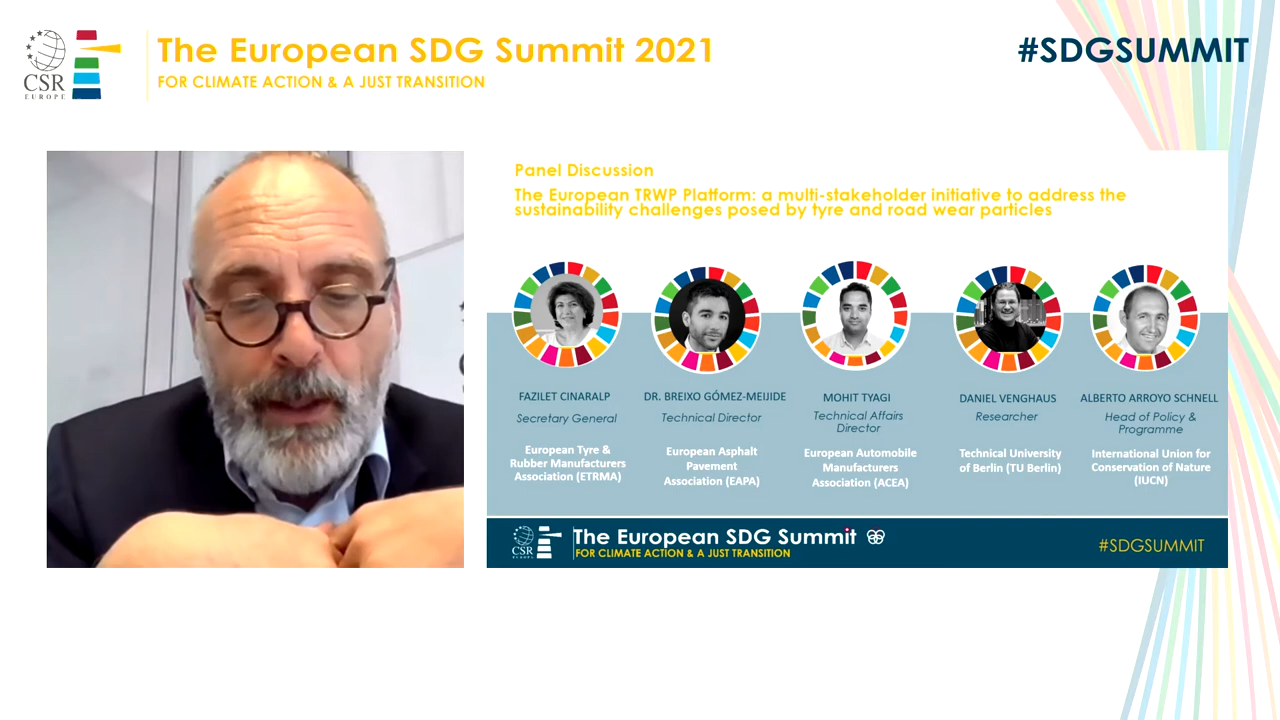 CSR
EUROPE
The European SDG Summit 2021
FOR CLIMATE ACTION & A JUST TRANSITION
#SDGSUMMIT
Panel Discussion
The European TRWP Platform: a multi-stakeholder initiative to address the
sustainability challenges posed by tyre and road wear particles
FAZILET CINARALP
Secretary General
European Tyre &
Rubber Manufacturers
Association (ETRMA)
DR. BREIXO GÓMEZ-MEIJIDE
Technical Director
European Asphalt
Pavement
Association (EAPA)
MOHIT TYAGI
Technical Affairs
Director
European Automobile
Manufacturers
Association (ACEA)
DANIEL VENGHAUS
Researcher
Technical University
of Berlin (TU Berlin)
ALBERTO ARROYO SCHNELL
Head of Policy &
Programme
International Union for
Conservation of Nature
(IUCN)
CSR
EUROPE
The European SDG Summit
FOR CLIMATE ACTION & A JUST TRANSITION
#SDGSUMMIT